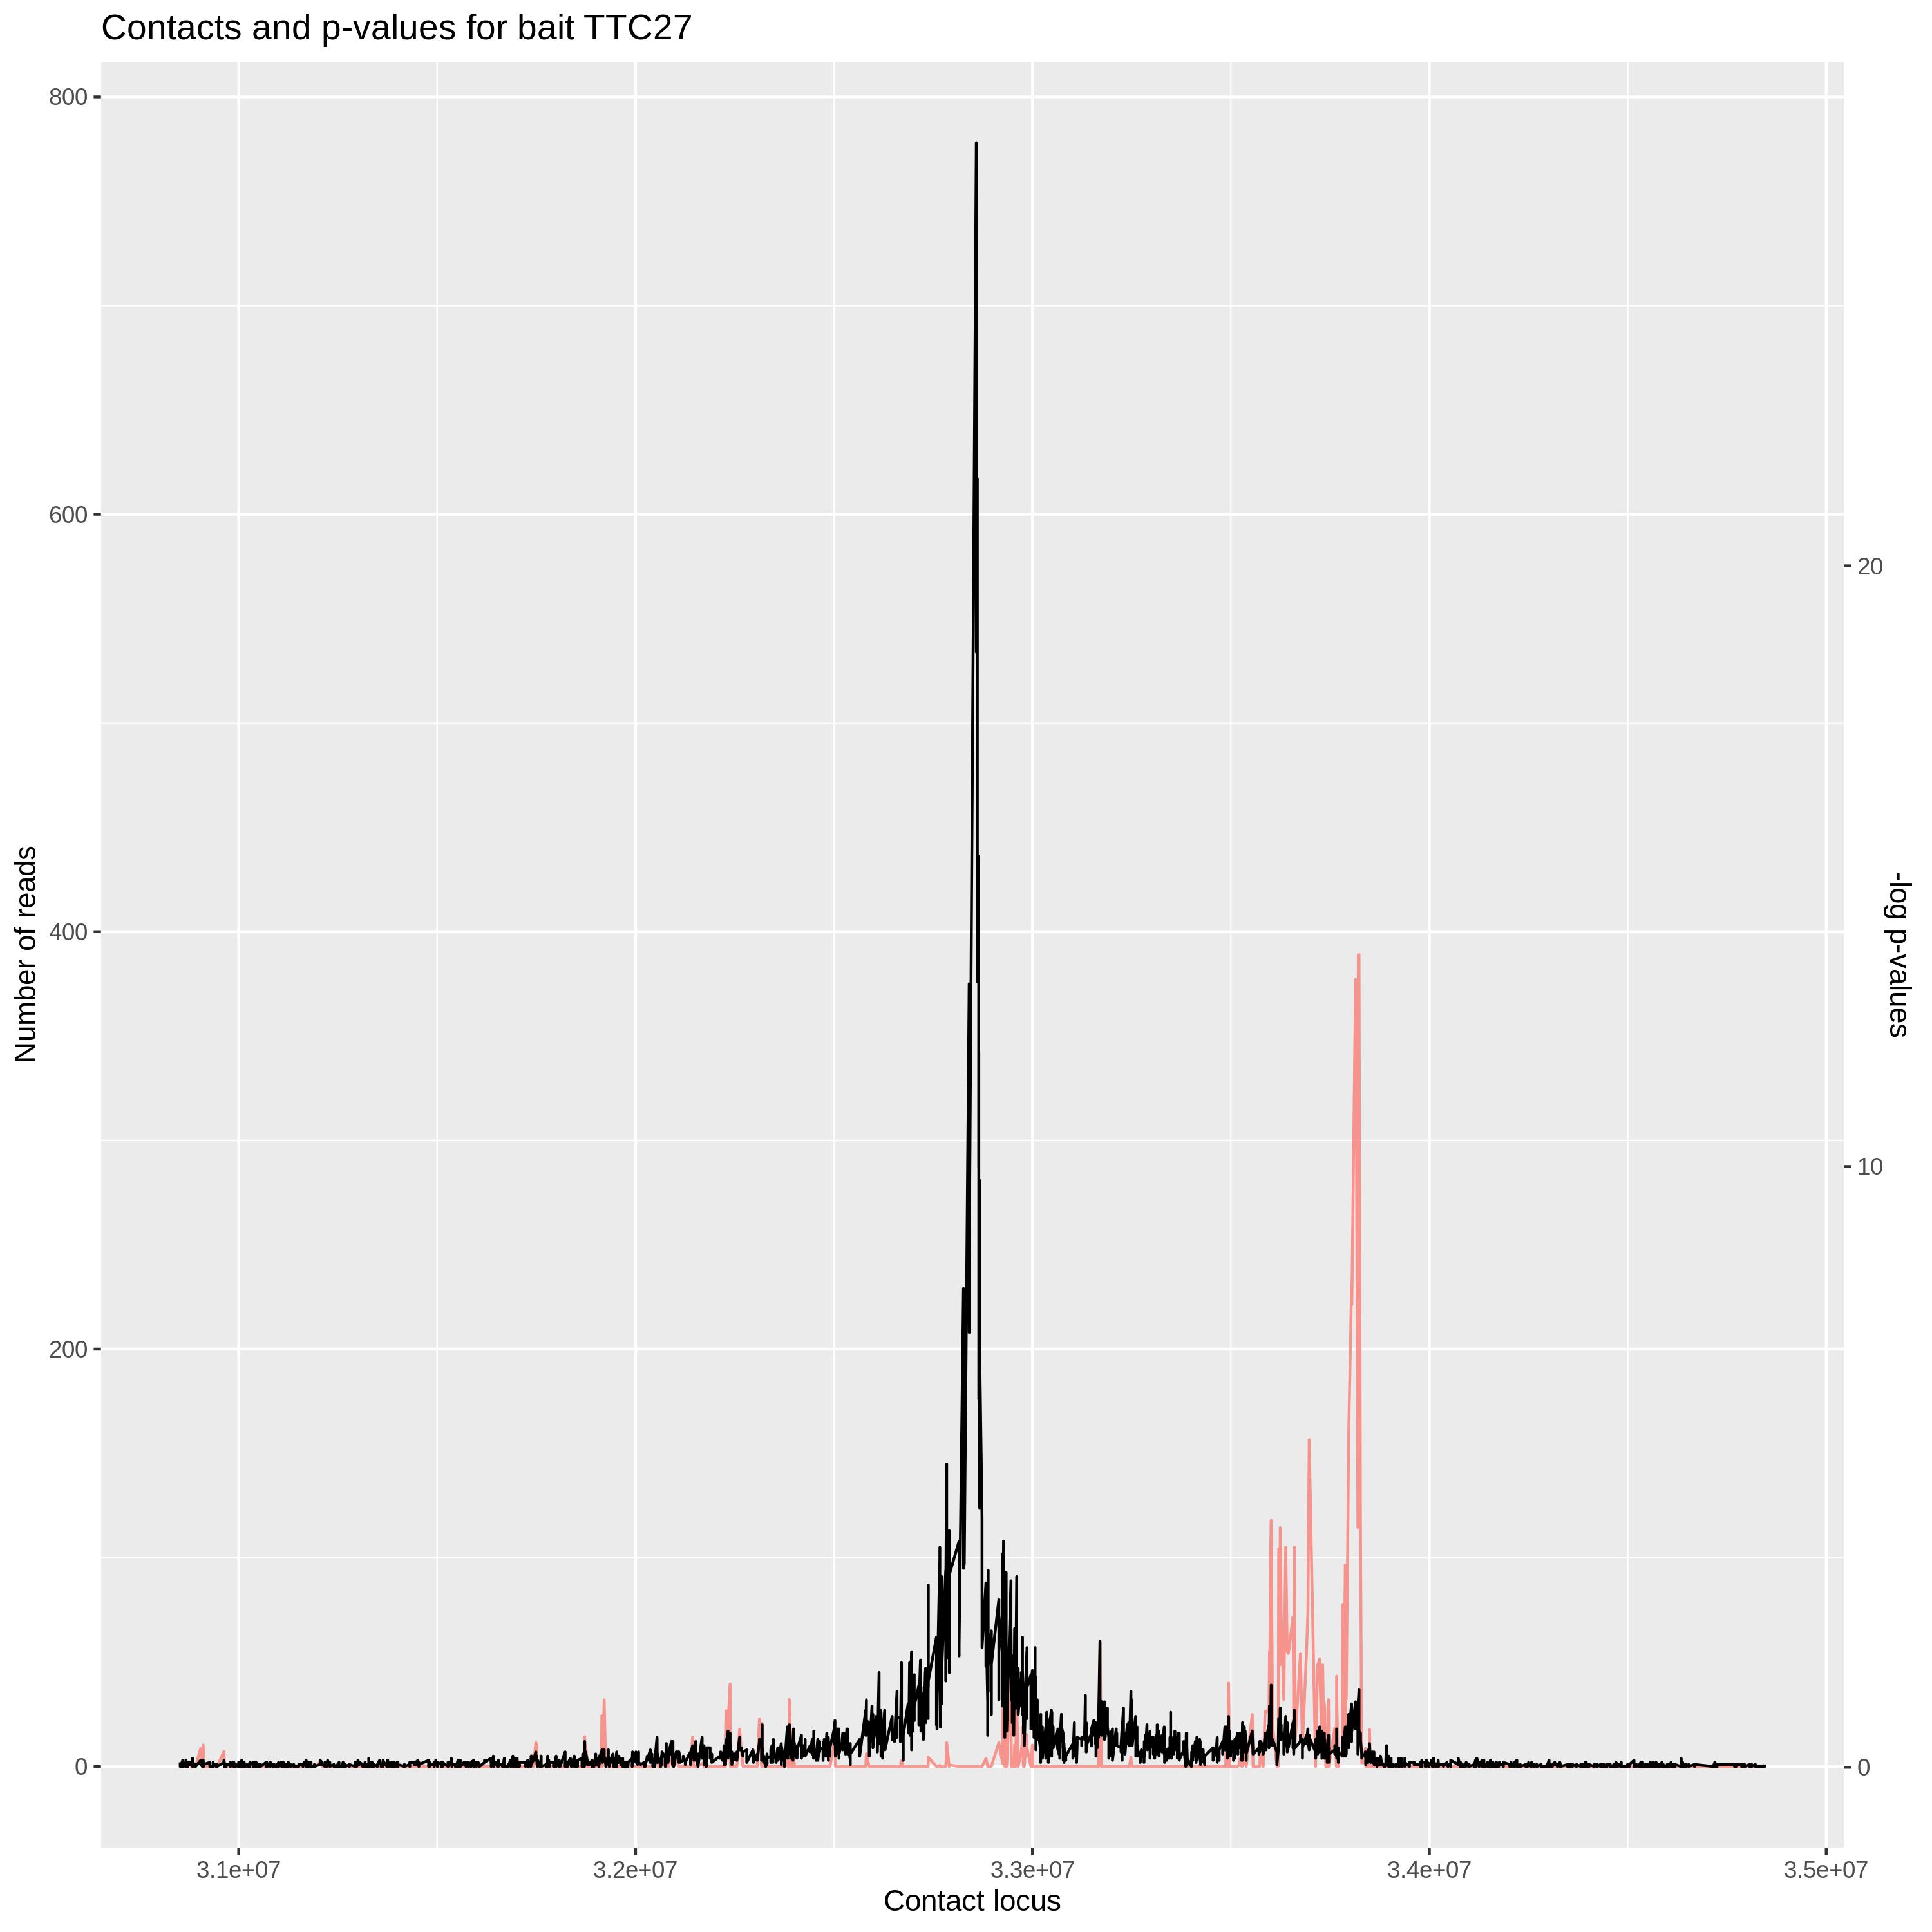 Contacts and p-values for bait TTC27
800
600
400
200
0
Number of reads
20
10
0
-log p-values
3.1e+07
3.2e+07
3.3e+07
3.4e+07
3.5e+07
Contact locus